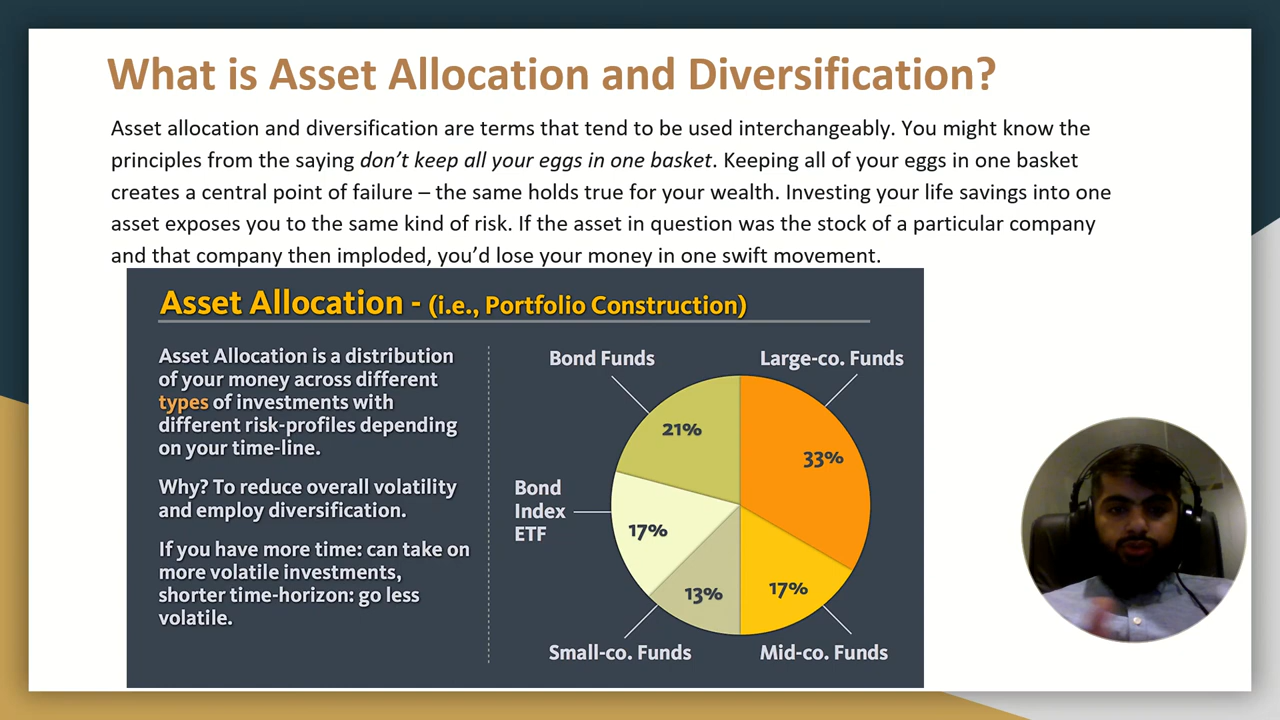 What is Asset Allocation and Diversification?
Asset allocation and diversification are terms that tend to be used interchangeably. You might know the
principles from the saying don’t keep all your eggs in one basket. Keeping all of your eggs in one basket
creates a central point of failure – the same holds true for your wealth. Investing your life savings into one
asset exposes you to the same kind of risk. If the asset in question was the stock of a particular company
and that company then imploded, you’d lose your money in one swift movement.
Asset Allocation - (i.e., Portfolio Construction)
Asset Allocation is a distribution
of your money across different
types of investments with
different risk-profiles depending
on your time-line.
Why? To reduce overall volatility
and employ diversification.
If you have more time: can take on
more volatile investments,
shorter time-horizon: go less
volatile.
Bond Funds
Large-co. Funds
21%
33%
Bond
Index
ETF
17%
13%
17%
Small-co. Funds
Mid-co. Funds